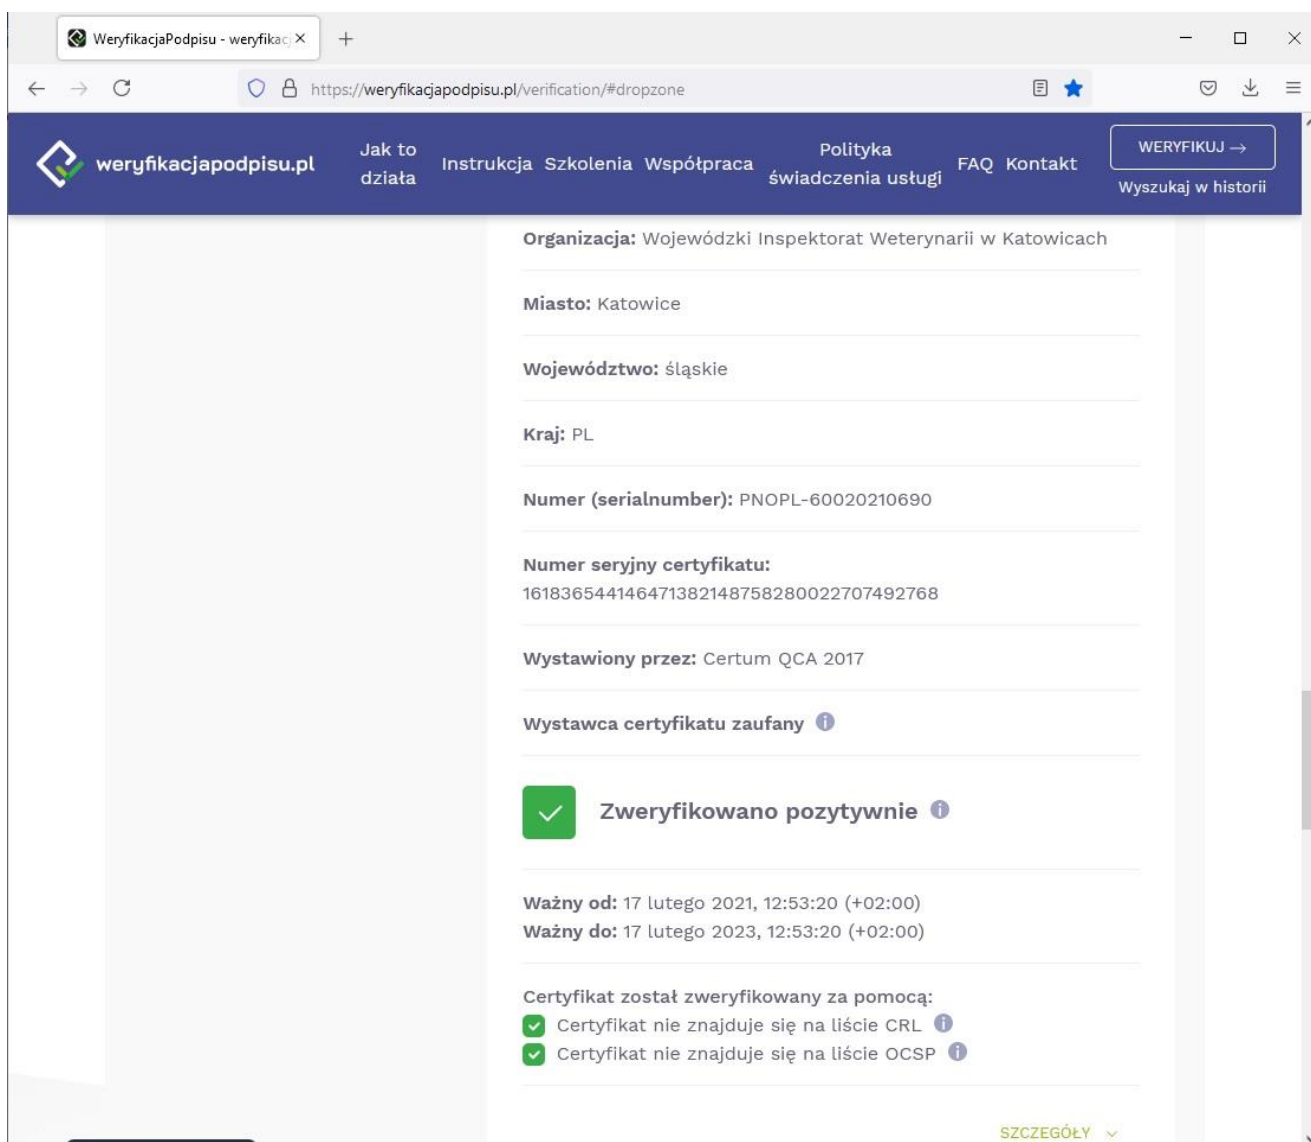 WeryfikacjaPodpisu - weryfikacj
https://weryfikacjapodpisu.pl/verification/#dropzone
weryfikacjapodpisu.pl
Jak to
działa
Instrukcja
Szkolenia
Współpraca
Polityka
świadczenia usługi
FAQ
Kontakt
WERYFIKUJ →
Wyszukaj w historii
Organizacja: Wojewódzki Inspektorat Weterynarii w Katowicach
Miasto: Katowice
Województwo: śląskie
Kraj: PL
Numer (serialnumber): PNOPL-60020210690
Numer seryjny certyfikatu:
161836544146471382148758280022707492768
Wystawiony przez: Certum QCA 2017
Wystawca certyfikatu zaufany
Zweryfikowano pozytywnie
Ważny od: 17 lutego 2021, 12:53:20 (+02:00)
Ważny do: 17 lutego 2023, 12:53:20 (+02:00)
Certyfikat został zweryfikowany za pomocą:
Certyfikat nie znajduje się na liście CRL
Certyfikat nie znajduje się na liście OCSP
SZCZEGÓŁY